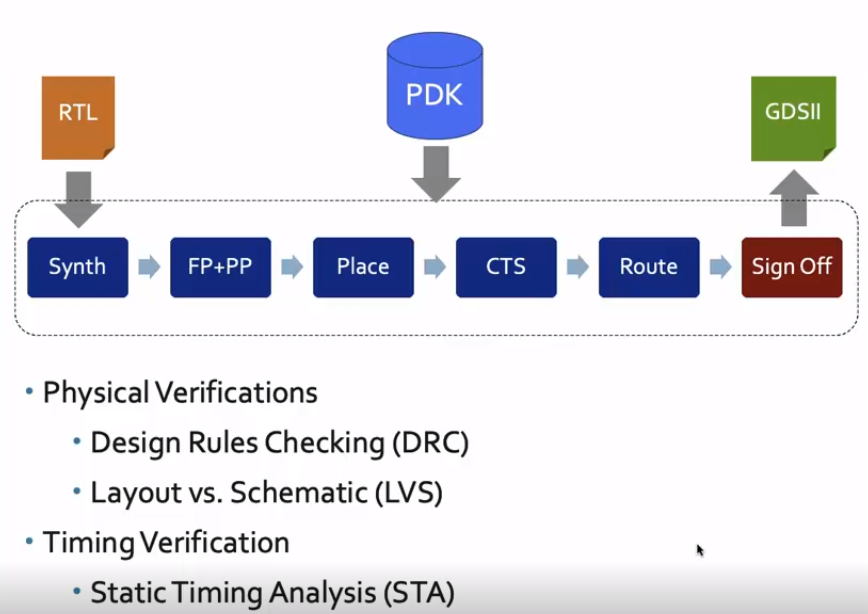 PDK
RTL
GDSII
Synth
FP+PP
Place
CTS
Route
Sign Off
• Physical Verifications
• Design Rules Checking (DRC)
• Layout vs. Schematic (LVS)
• Timing Verification
• Static Timing Analysis (STA)